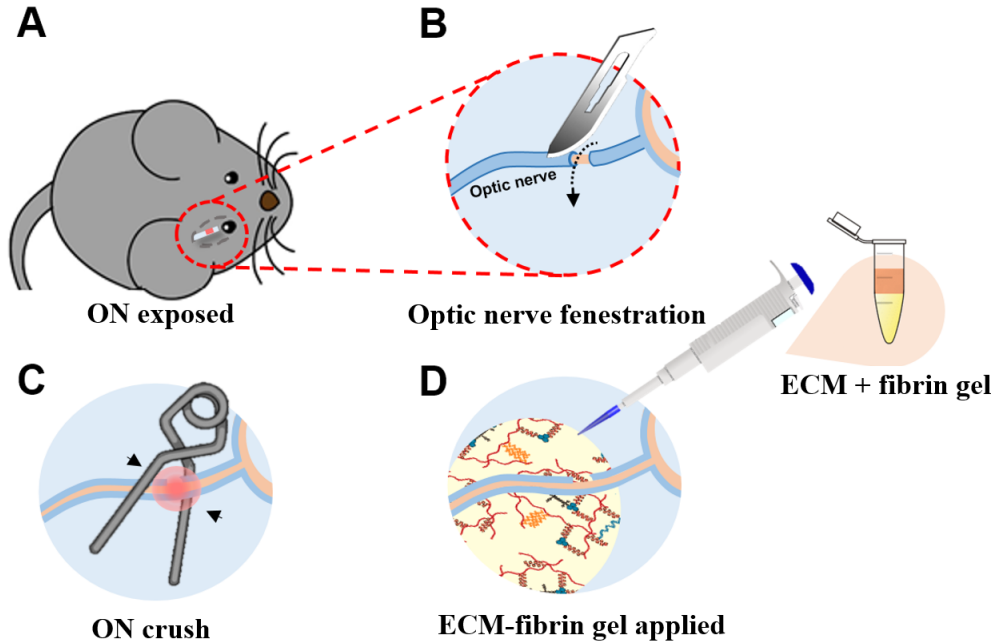 A
B
Optic nerve
ON exposed
Optic nerve fenestration
ECM + fibrin gel
C
D
ON crush
ECM-fibrin gel applied